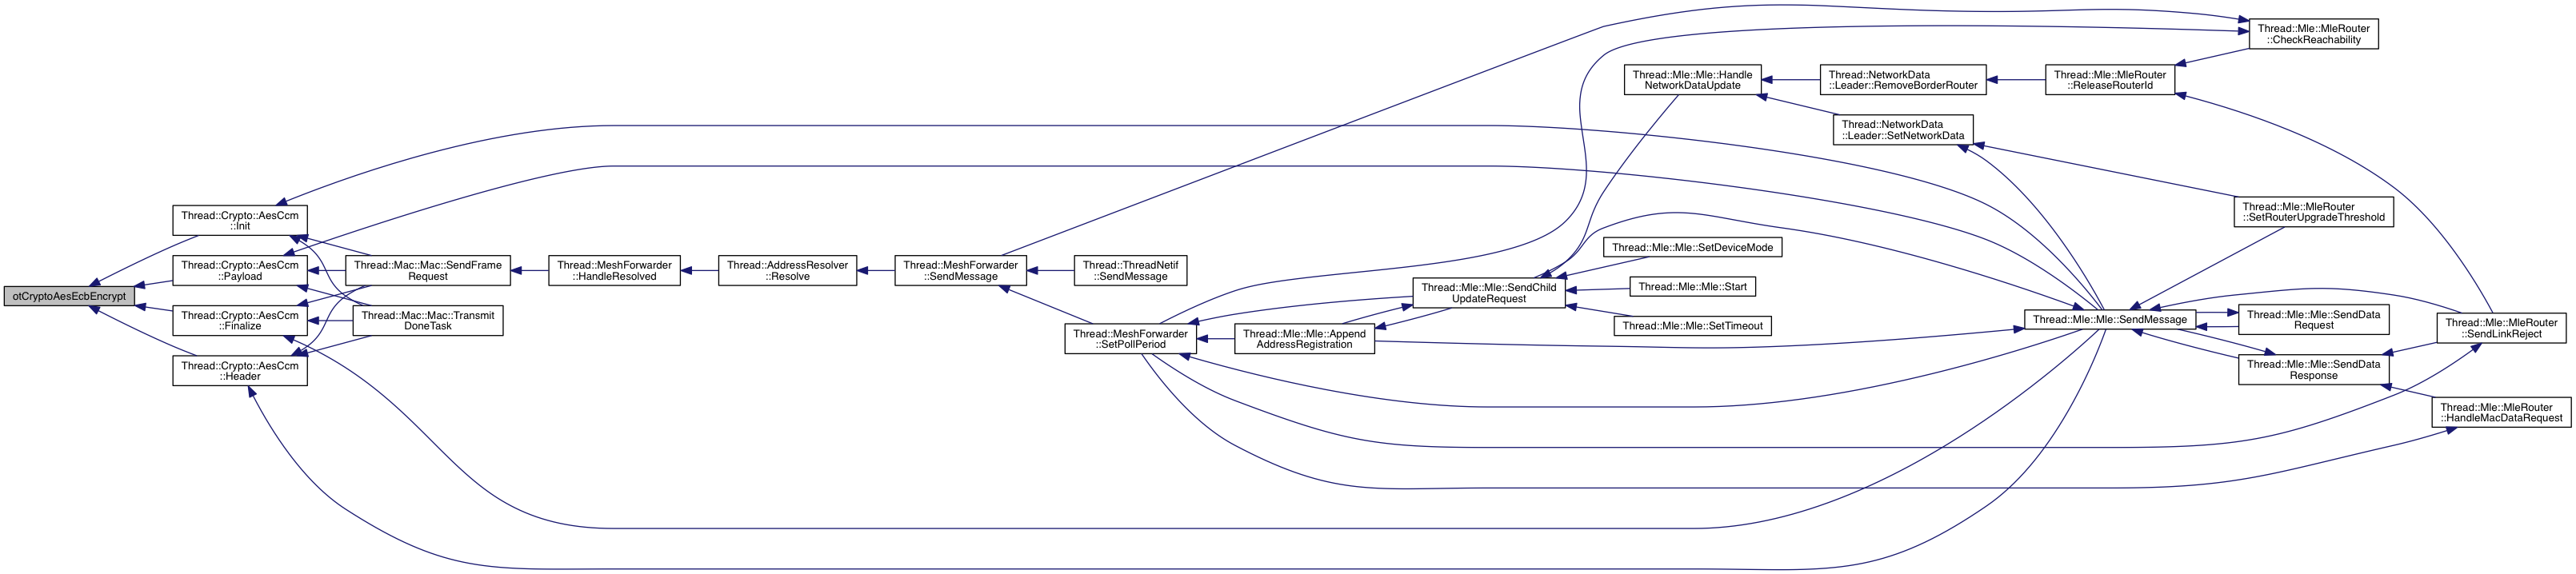 otCryptoAesEcbEncrypt
Thread::Crypto::AesCcm
::Init
Thread::Crypto::AesCcm
::Payload
Thread::Crypto::AesCcm
::Finalize
Thread::Crypto::AesCcm
::Header
Thread::Mac::Mac::SendFrame
Request
Thread::Mac::Mac::Transmit
DoneTask
Thread::MeshForwarder
::HandleResolved
Thread::AddressResolver
::Resolve
Thread::MeshForwarder
::SendMessage
Thread::ThreadNetif
::SendMessage
Thread::MeshForwarder
::SetPollPeriod
Thread::Mle::Mle::Append
AddressRegistration
Thread::Mle::Mle::SendChild
UpdateRequest
Thread::Mle::Mle::Handle
NetworkDataUpdate
Thread::Mle::Mle::SetDeviceMode
Thread::Mle::Mle::Start
Thread::Mle::Mle::SetTimeout
Thread::NetworkData
::Leader::RemoveBorderRouter
Thread::NetworkData
::Leader::SetNetworkData
Thread::Mle::MleRouter
::ReleaseRouterId
Thread::Mle::Mle::SendMessage
Thread::Mle::MleRouter
::CheckReachability
Thread::Mle::MleRouter
::SetRouterUpgradeThreshold
Thread::Mle::Mle::SendData
Request
Thread::Mle::Mle::SendData
Response
Thread::Mle::MleRouter
::SendLinkReject
Thread::Mle::MleRouter
::HandleMacDataRequest